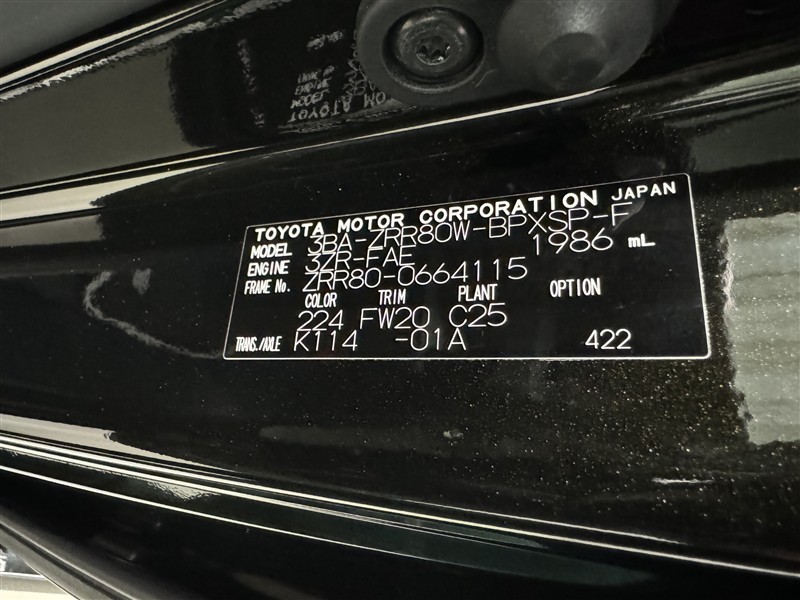 TOYOTA MOTOR CORPORATION JAPAN
MODEL 3BA-ZRR80W-BPXSP-F
ENGINE 3ZR-FAE 1986 mL
FRAME No. ZRR80-0664115
COLOR TRIM PLANT OPTION
224 FW20 C25
TRANS./AXLE K114 -01A 422